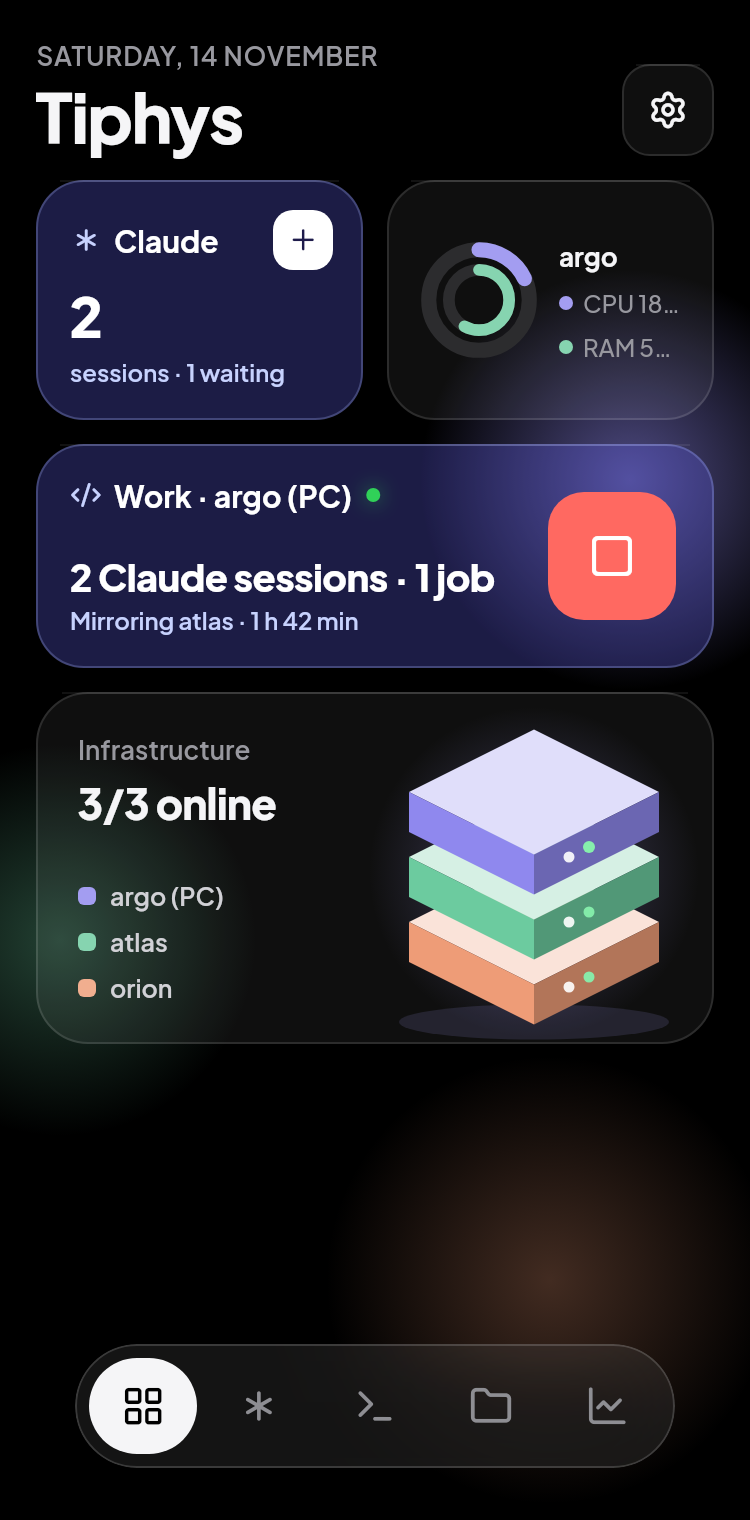 SATURDAY, 14 NOVEMBER
Tiphys
Claude
2
sessions · 1 waiting
argo
CPU 18...
RAM 5...
Work · argo (PC)
2 Claude sessions · 1 job
Mirroring atlas · 1 h 42 min
Infrastructure
3/3 online
argo (PC)
atlas
orion